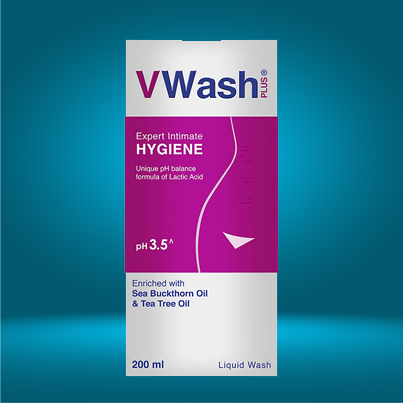 VWash PLUS®
Expert Intimate
HYGIENE
Unique pH balance
formula of Lactic Acid
pH 3.5^
Enriched with
Sea Buckthorn Oil
& Tea Tree Oil
200 ml Liquid Wash